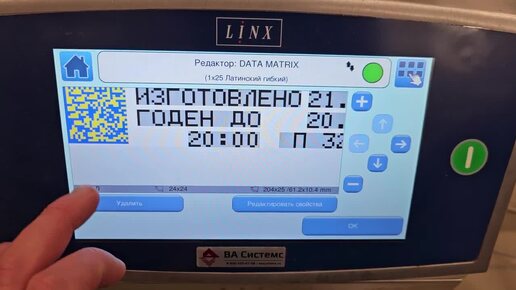 LINX
Редактор: DATA MATRIX
(1x25 Латинский гибкий)
ИЗГОТОВЛЕНО 21.
ГОДЕН ДО 20.
20:00 П 32
24x24
204x25 /61.2x10.4 mm
Удалить
Редактировать свойства
OK
ВА Системс